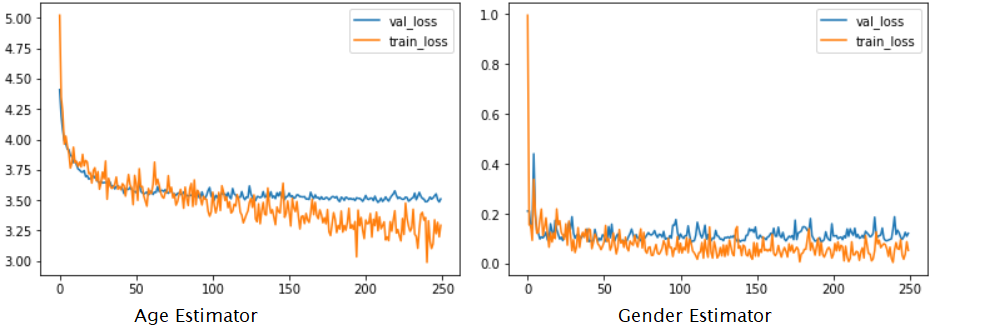 5.00
4.75
4.50
4.25
4.00
3.75
3.50
3.25
3.00
val_loss
train_loss
0 50 100 150 200 250
Age Estimator
1.0
0.8
0.6
0.4
0.2
0.0
val_loss
train_loss
0 50 100 150 200 250
Gender Estimator